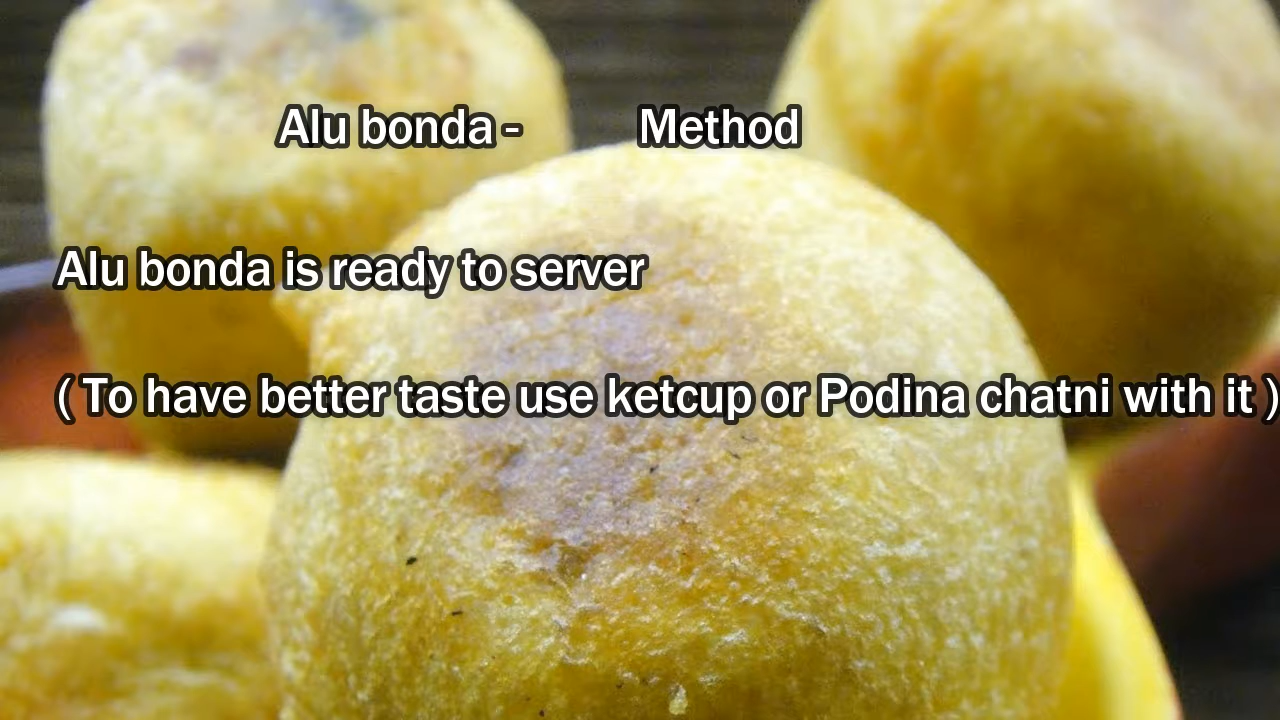 Alu bonda - Method
Alu bonda is ready to server
( To have better taste use ketcup or Podina chatni with it )